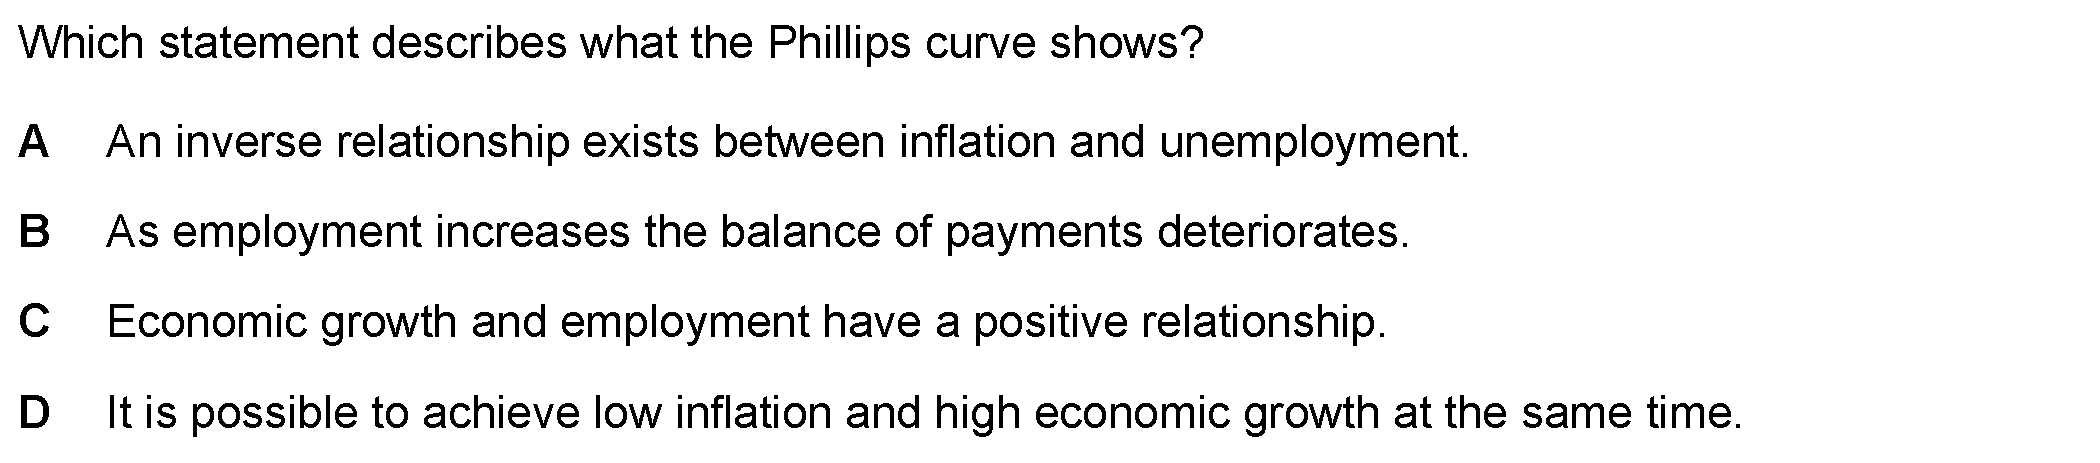 Which statement describes what the Phillips curve shows?
A An inverse relationship exists between inflation and unemployment.
B As employment increases the balance of payments deteriorates.
C Economic growth and employment have a positive relationship.
D It is possible to achieve low inflation and high economic growth at the same time.